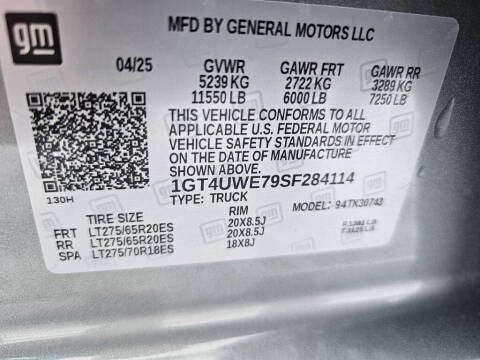 gm
MFD BY GENERAL MOTORS LLC
04/25 GVWR GAWR FRT GAWR RR
5239 KG 2722 KG 3289 KG
11550 LB 6000 LB 7250 LB
THIS VEHICLE CONFORMS TO ALL
APPLICABLE U.S. FEDERAL MOTOR
VEHICLE SAFETY STANDARDS IN EFFECT
ON THE DATE OF MANUFACTURE SHOWN ABOVE.
1GT4UWE79SF284114
130H
TYPE: TRUCK MODEL: 94TK30743
TIRE SIZE RIM
FRT LT275/65R20ES 20X8.5J
RR LT275/65R20ES 20X8.5J
SPA LT275/70R18ES 18X8J